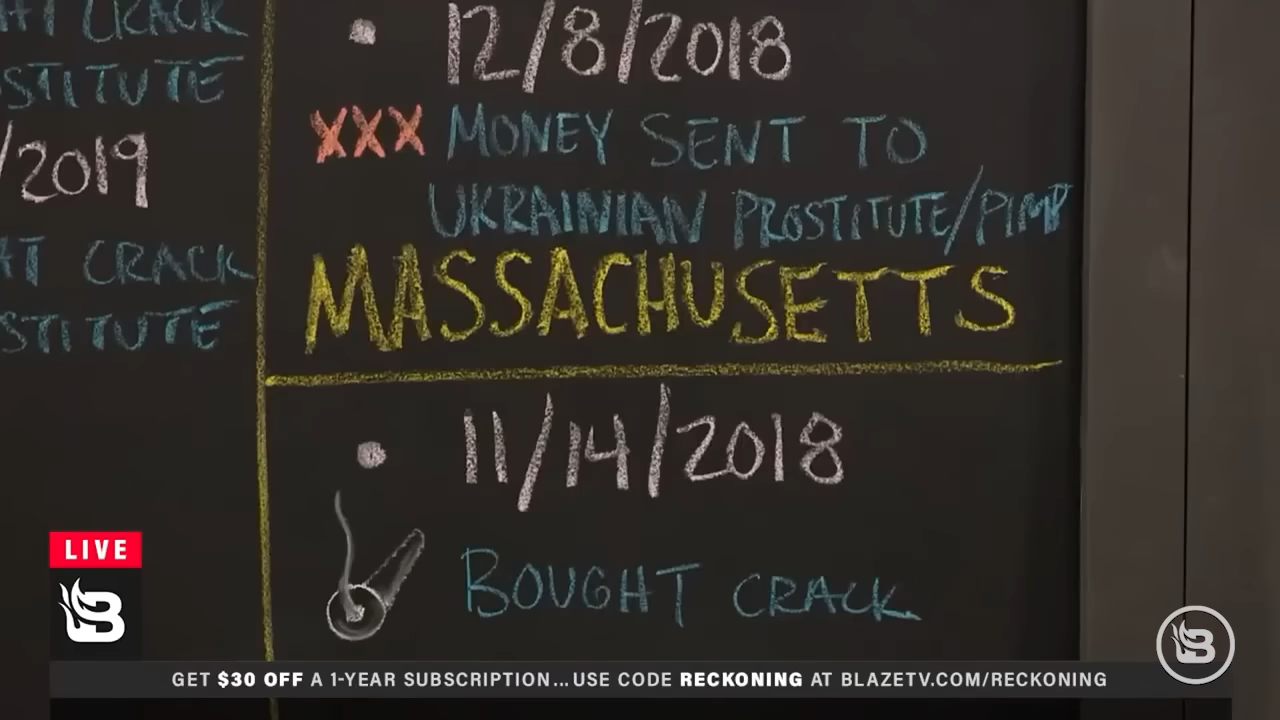 CRACK
/2019
CRACK
12/8/2018
XXX MONEY SENT TO
UKRAINIAN PROSTITUTE/PIMP
MASSACHUSETTS
11/14/2018
BOUGHT CRACK
LIVE
B
B
GET $30 OFF A 1-YEAR SUBSCRIPTION...USE CODE RECKONING AT BLAZETV.COM/RECKONING